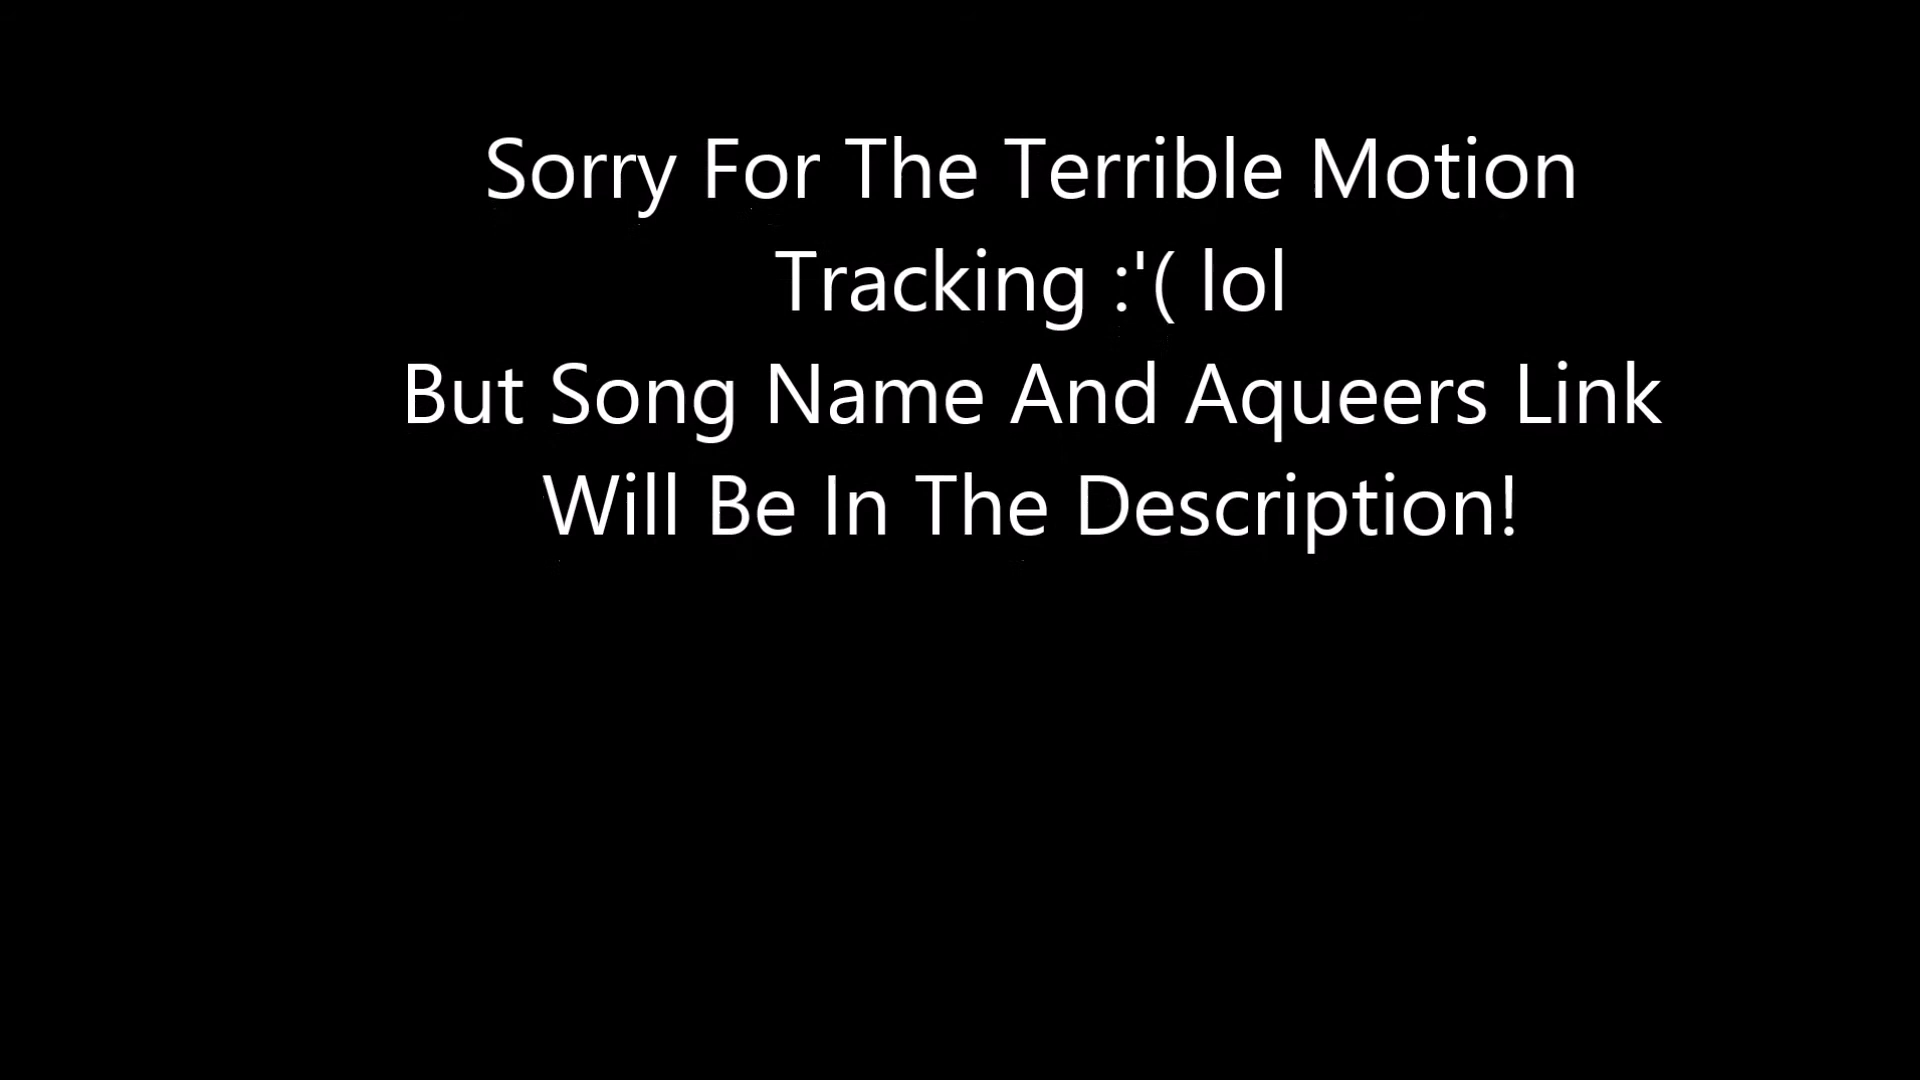 Sorry For The Terrible Motion
Tracking :'( lol
But Song Name And Aqueers Link
Will Be In The Description!